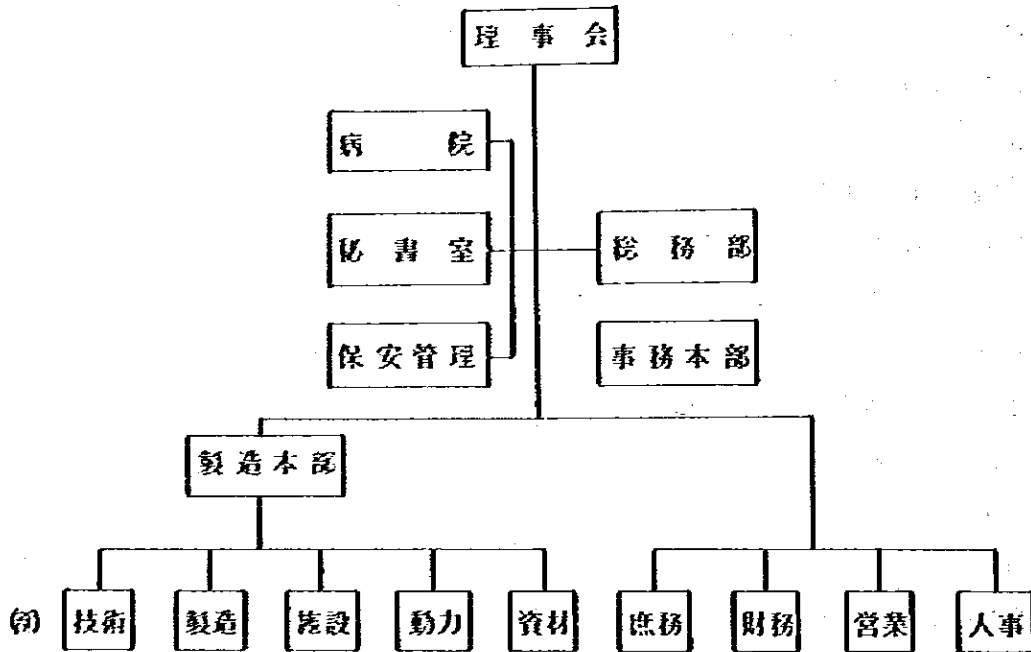 理事会
病院
秘書室
総務部
保安管理
事務本部
製造本部
技術 製造 施設 動力 資材 庶務 財務 営業 人事